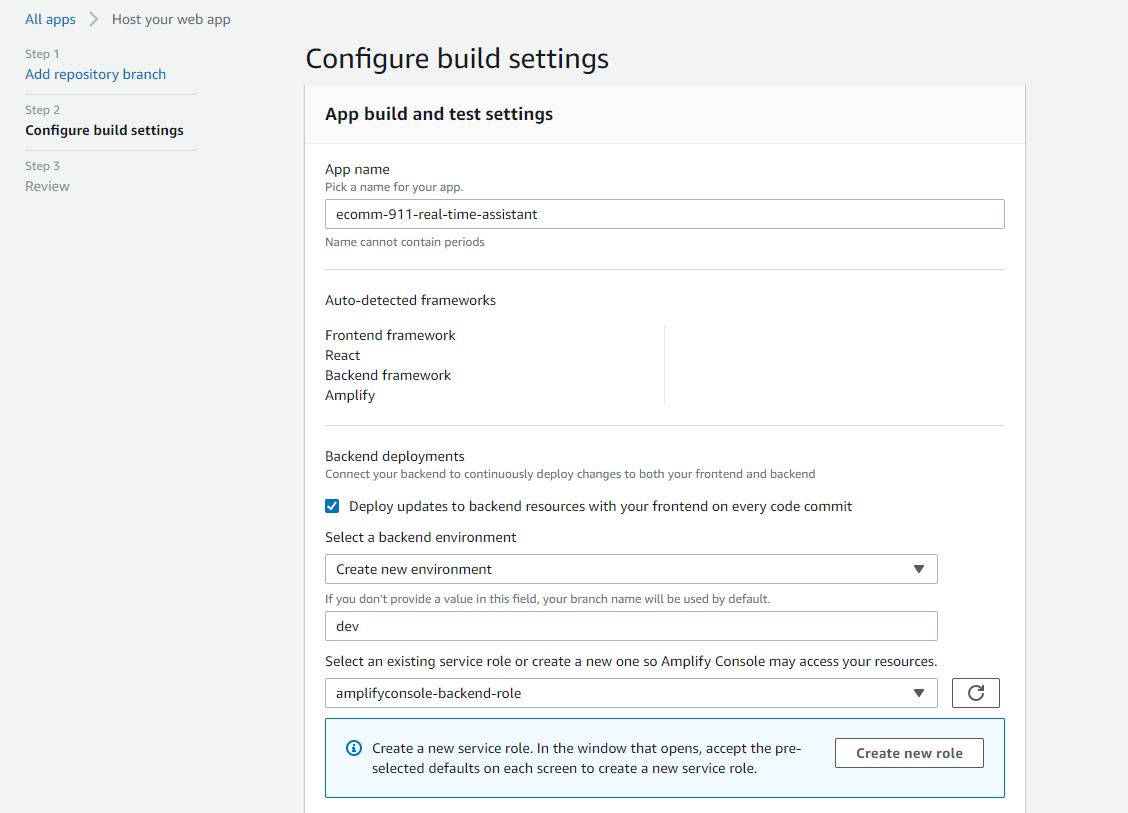 All apps
Host your web app
Step 1
Add repository branch
Step 2
Configure build settings
Step 3
Review
Configure build settings
App build and test settings
App name
Pick a name for your app.
ecomm-911-real-time-assistant
Name cannot contain periods
Auto-detected frameworks
Frontend framework
React
Backend framework
Amplify
Backend deployments
Connect your backend to continuously deploy changes to both your frontend and backend
Deploy updates to backend resources with your frontend on every code commit
Select a backend environment
Create new environment
If you don't provide a value in this field, your branch name will be used by default.
dev
Select an existing service role or create a new one so Amplify Console may access your resources.
amplifyconsole-backend-role
Create a new service role. In the window that opens, accept the pre-
selected defaults on each screen to create a new service role.
Create new role